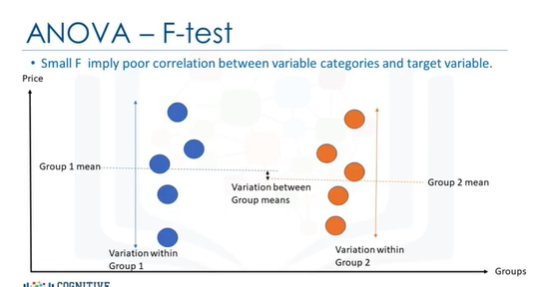 ANOVA – F-test
• Small F imply poor correlation between variable categories and target variable.
Price
Group 1 mean
Variation between
Group means
Group 2 mean
Variation within
Group 1
Variation within
Group 2
Groups
COGNITIVE